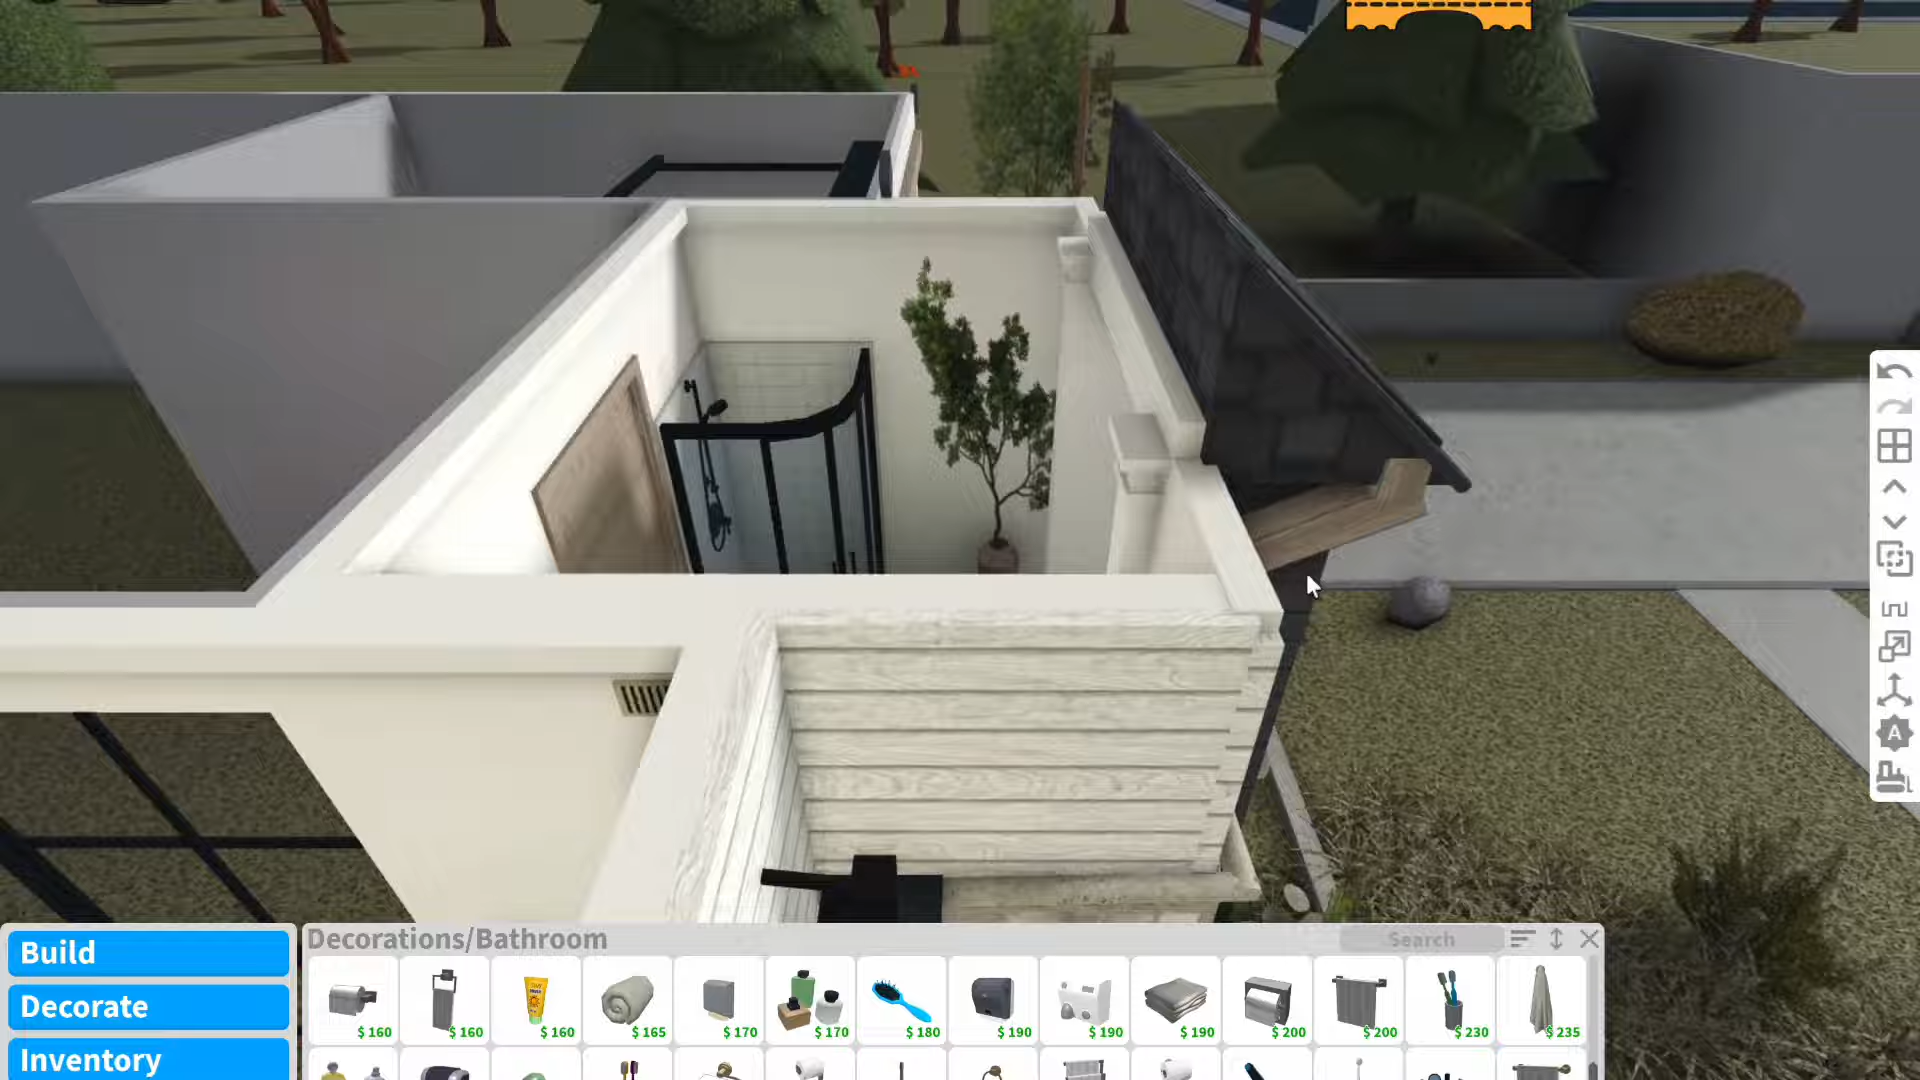 A
Build
Decorations/Bathroom
Search
Decorate
$160
$160
$160
$165
$170
$170
$180
$190
$190
$190
$200
$200
$230
$235
Inventory